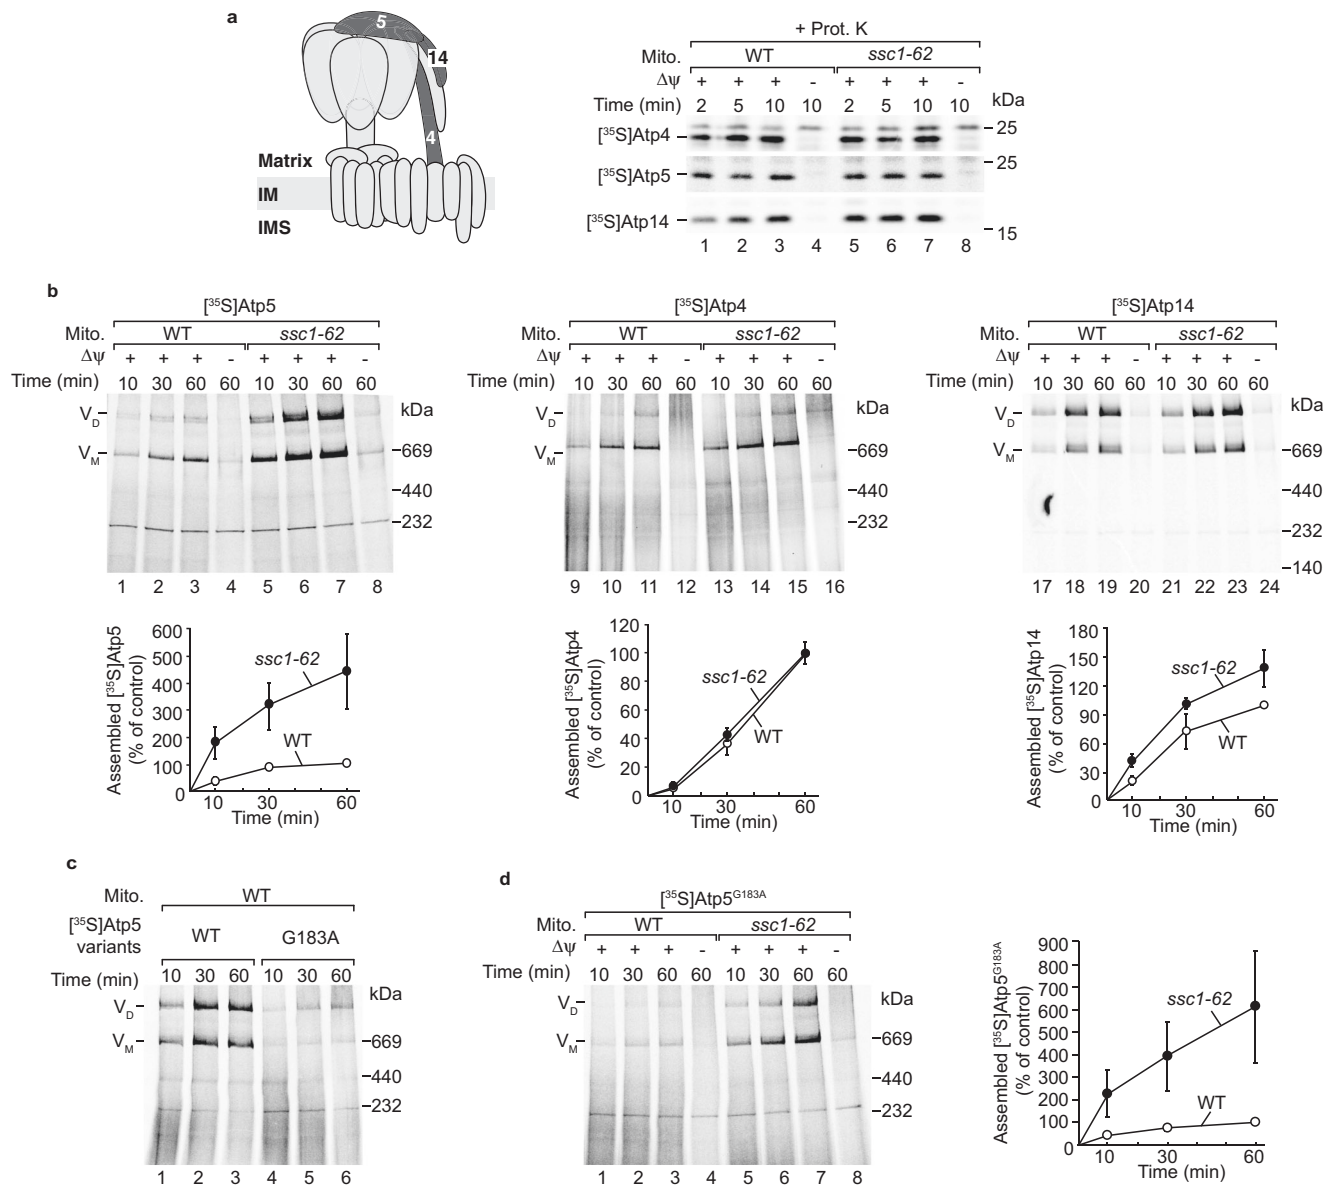 a
5
14
4
Matrix
IM
IMS
+ Prot. K
Mito. WT ssc1-62
Δψ + + + - + + + -
Time (min) 2 5 10 10 2 5 10 10 kDa
[³⁵S]Atp4 25
[³⁵S]Atp5 25
[³⁵S]Atp14 15
1 2 3 4 5 6 7 8
b
[³⁵S]Atp5
Mito. WT ssc1-62
Δψ + + + - + + + -
Time (min) 10 30 60 60 10 30 60 60
V_D kDa
V_M 669
440
232
1 2 3 4 5 6 7 8
[³⁵S]Atp4
Mito. WT ssc1-62
Δψ + + + - + + + -
Time (min) 10 30 60 60 10 30 60 60
V_D kDa
V_M 669
440
232
9 10 11 12 13 14 15 16
[³⁵S]Atp14
Mito. WT ssc1-62
Δψ + + + - + + + -
Time (min) 10 30 60 60 10 30 60 60
V_D kDa
V_M 669
440
232
140
17 18 19 20 21 22 23 24
Assembled [³⁵S]Atp5
(% of control)
600
500
400
300
200
100
0
ssc1-62
WT
10 30 60
Time (min)
Assembled [³⁵S]Atp4
(% of control)
120
100
80
60
40
20
0
ssc1-62
WT
10 30 60
Time (min)
Assembled [³⁵S]Atp14
(% of control)
180
150
120
90
60
30
0
ssc1-62
WT
10 30 60
Time (min)
c
Mito. WT
[³⁵S]Atp5
variants WT G183A
Time (min) 10 30 60 10 30 60
V_D kDa
V_M 669
440
232
1 2 3 4 5 6
d
[³⁵S]Atp5ᴳ¹⁸³ᴬ
Mito. WT ssc1-62
Δψ + + + - + + + -
Time (min) 10 30 60 60 10 30 60 60
V_D kDa
V_M 669
440
232
1 2 3 4 5 6 7 8
Assembled [³⁵S]Atp5ᴳ¹⁸³ᴬ
(% of control)
900
800
700
600
500
400
300
200
100
0
ssc1-62
WT
10 30 60
Time (min)